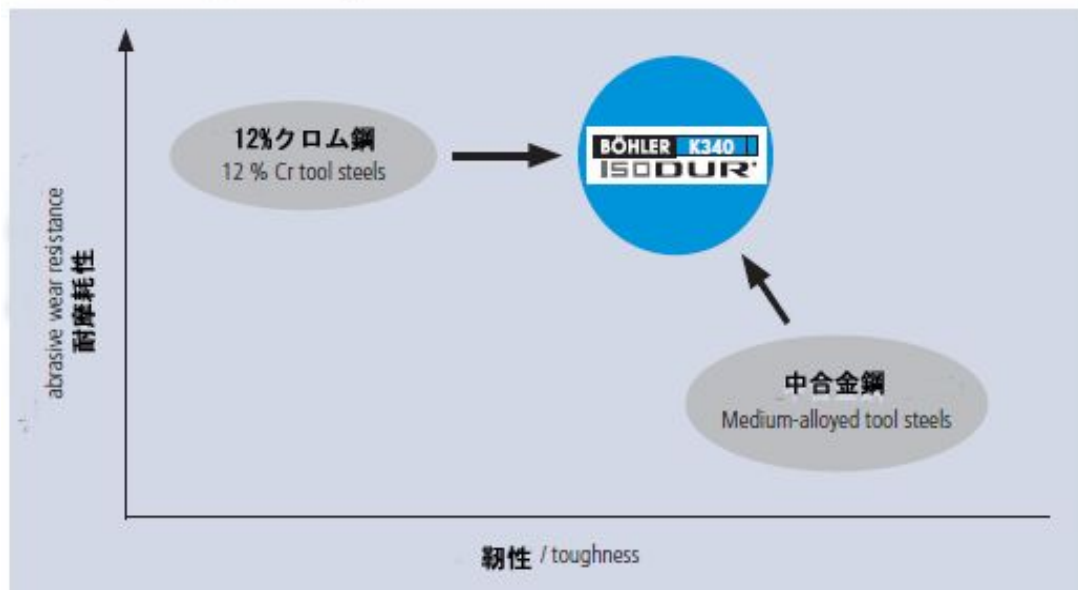 12%クロム鋼
12 % Cr tool steels
BÖHLER K340
ISODUR
abrasive wear resistance
耐摩耗性
中合金鋼
Medium-alloyed tool steels
靭性 / toughness